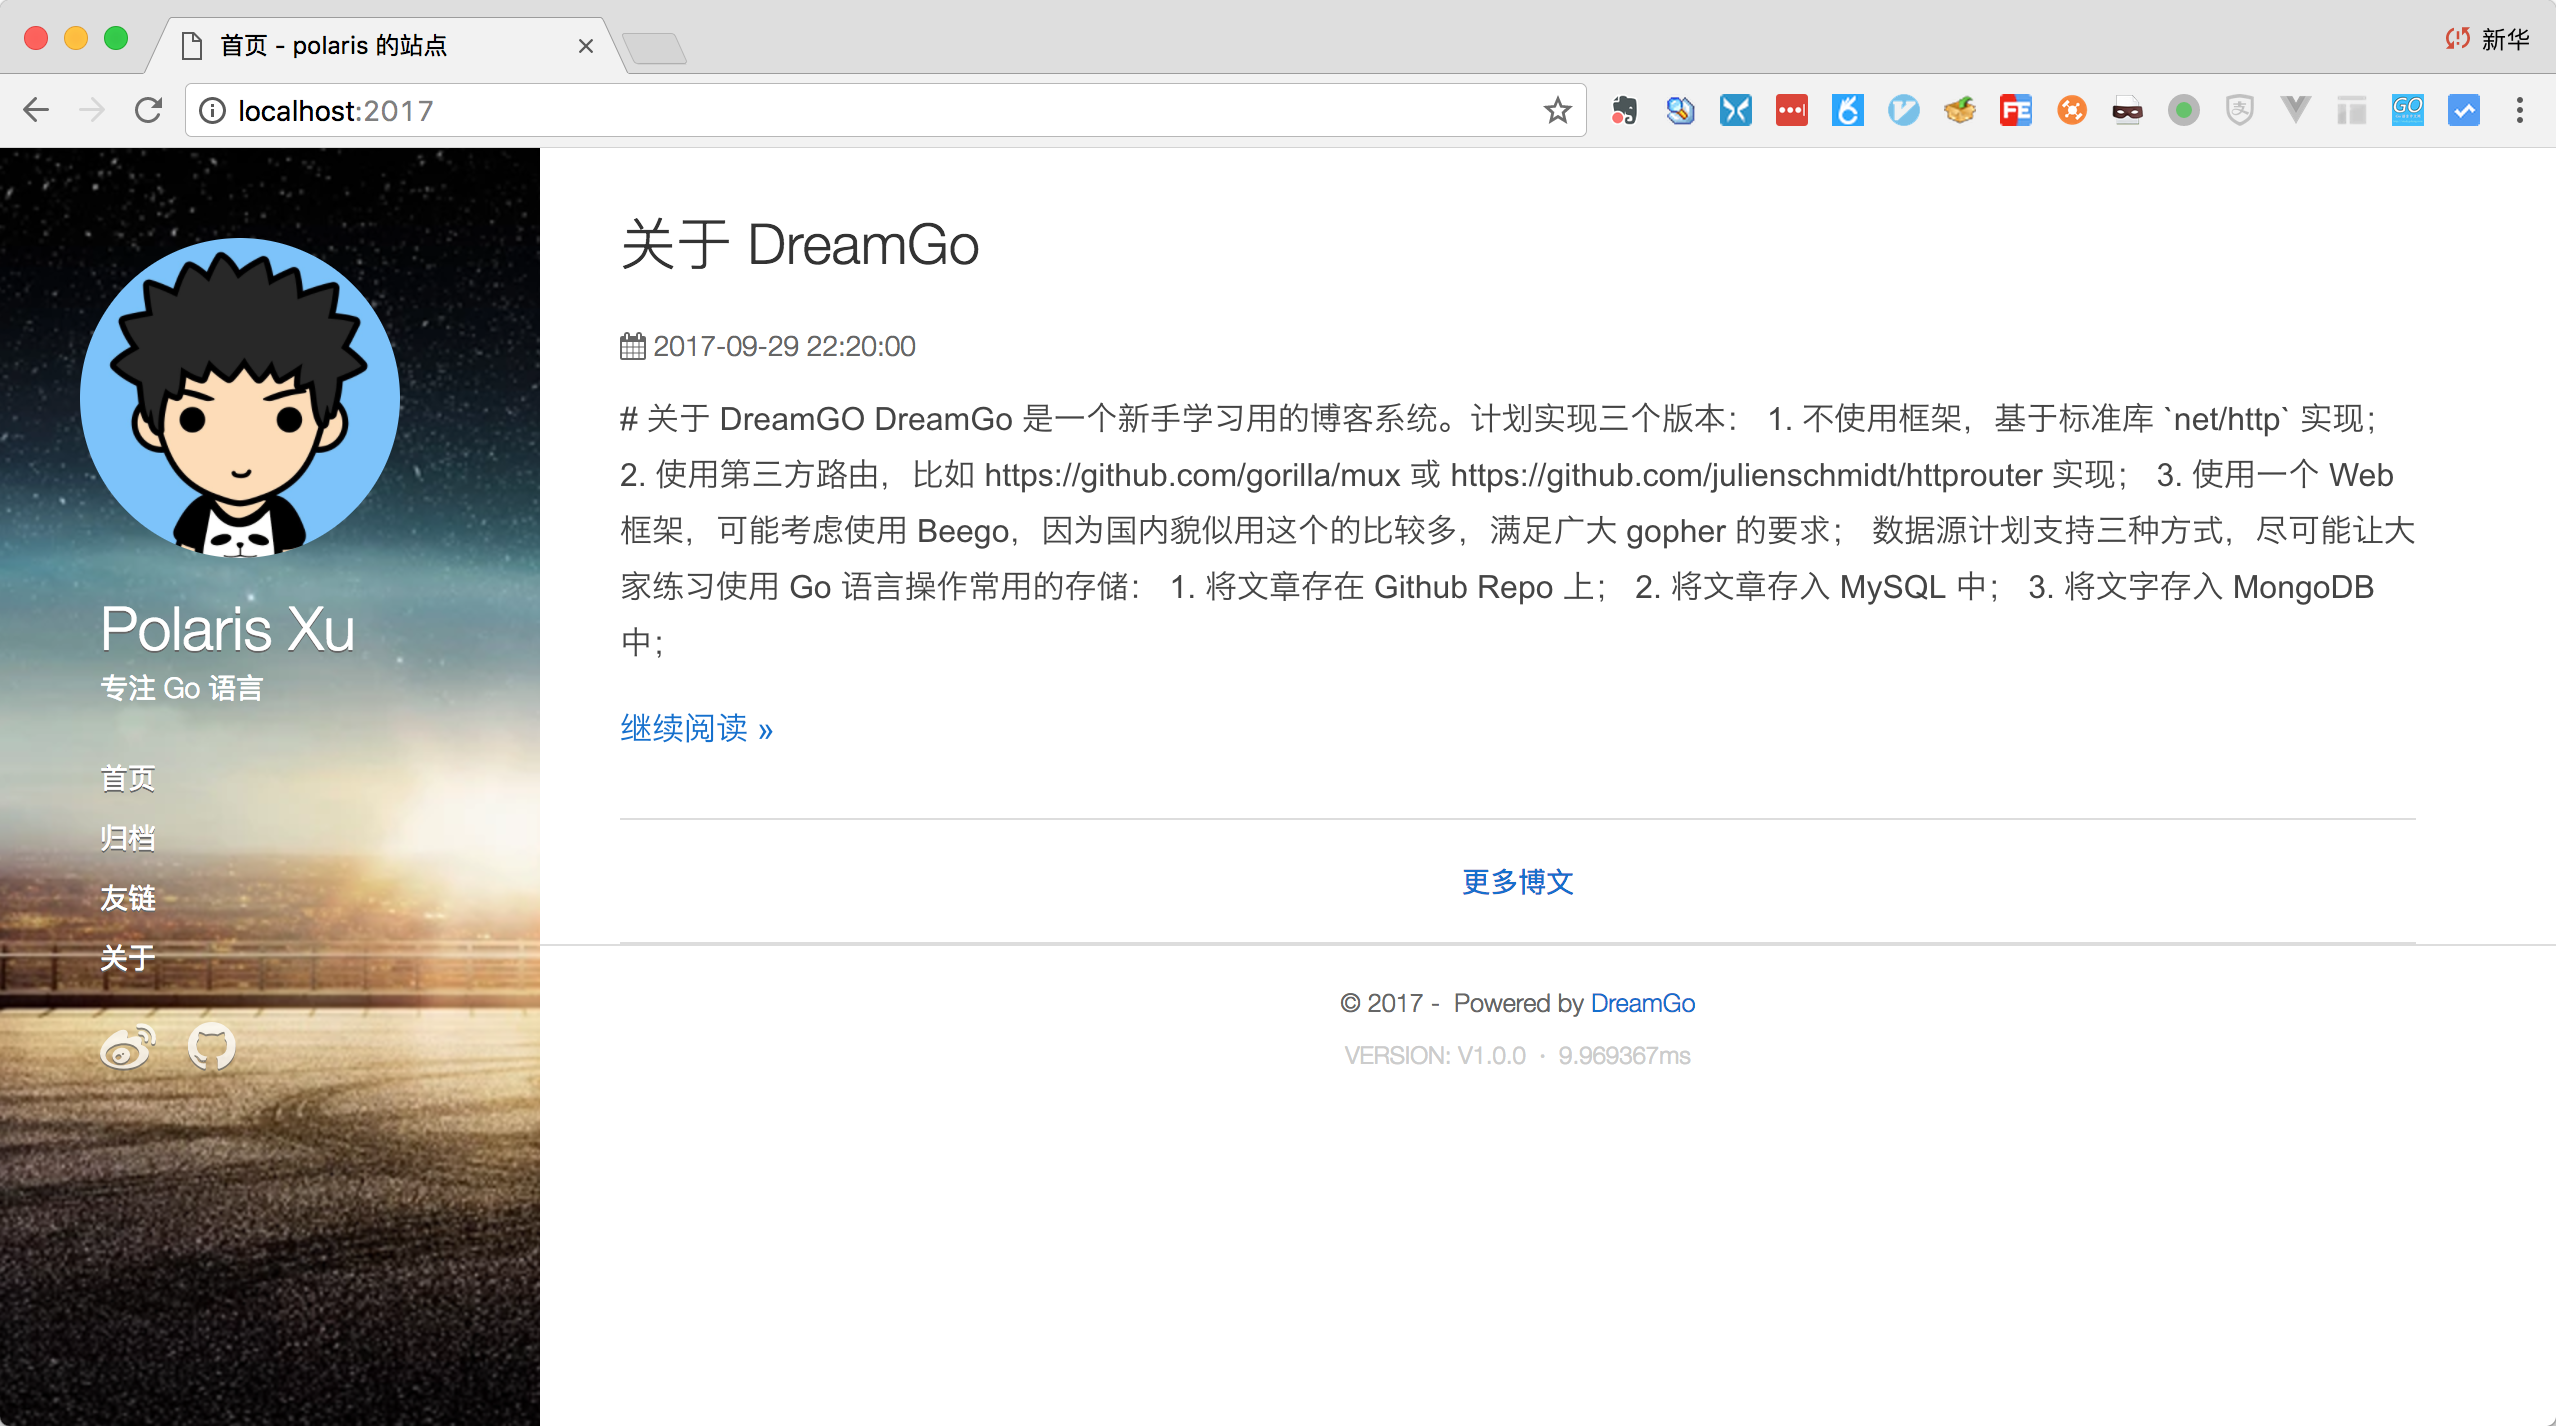 首页 - polaris 的站点
新华
localhost:2017
FE
GO
Polaris Xu
专注 Go 语言
首页
归档
友链
关于
关于 DreamGo
2017-09-29 22:20:00
# 关于 DreamGO DreamGo 是一个新手学习用的博客系统。计划实现三个版本： 1. 不使用框架，基于标准库 `net/http` 实现；
2. 使用第三方路由，比如 https://github.com/gorilla/mux 或 https://github.com/julienschmidt/httprouter 实现； 3. 使用一个 Web
框架，可能考虑使用 Beego，因为国内貌似用这个的比较多，满足广大 gopher 的要求； 数据源计划支持三种方式，尽可能让大
家练习使用 Go 语言操作常用的存储： 1. 将文章存在 Github Repo 上； 2. 将文章存入 MySQL 中； 3. 将文字存入 MongoDB
中；
继续阅读 »
更多博文
© 2017 - Powered by DreamGo
VERSION: V1.0.0 · 9.969367ms